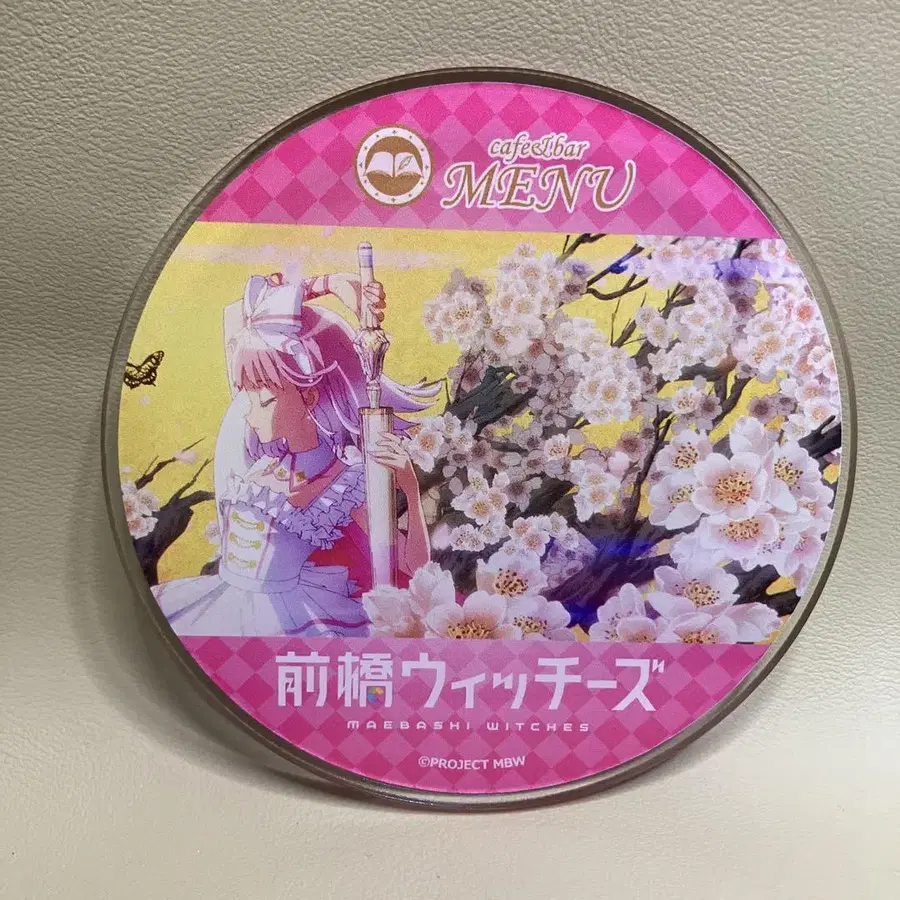 cafe&bar
MENU
前橋ウィッチーズ
MAEBASHI WITCHES
©PROJECT MBW